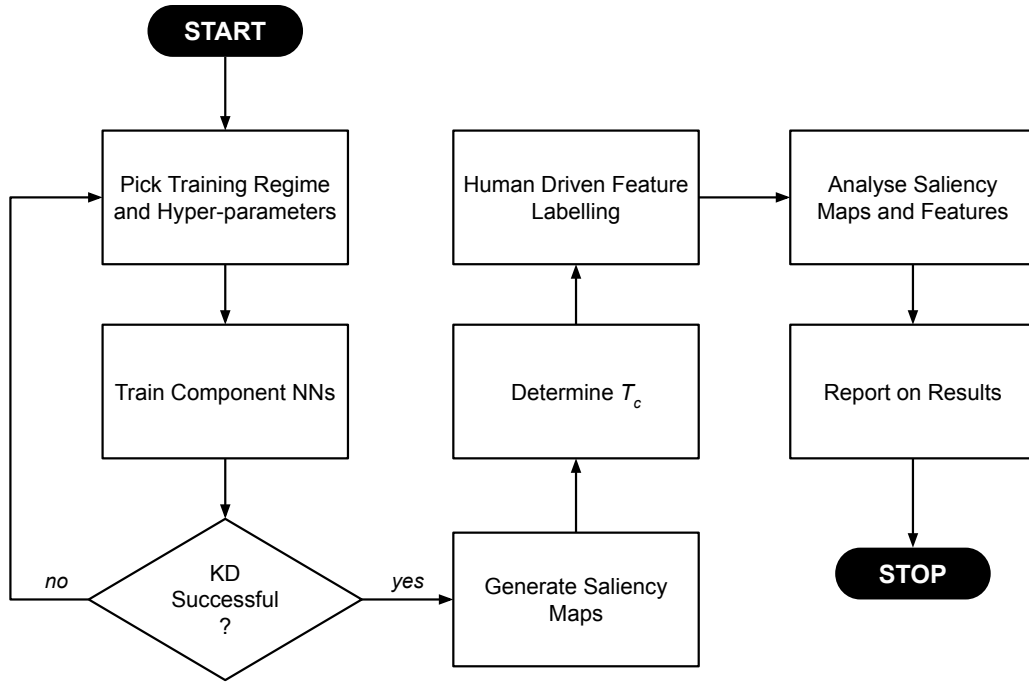 START
Pick Training Regime
and Hyper-parameters
Train Component NNs
KD
Successful
?
no
yes
Generate Saliency
Maps
Determine T_c
Human Driven Feature
Labelling
Analyse Saliency
Maps and Features
Report on Results
STOP